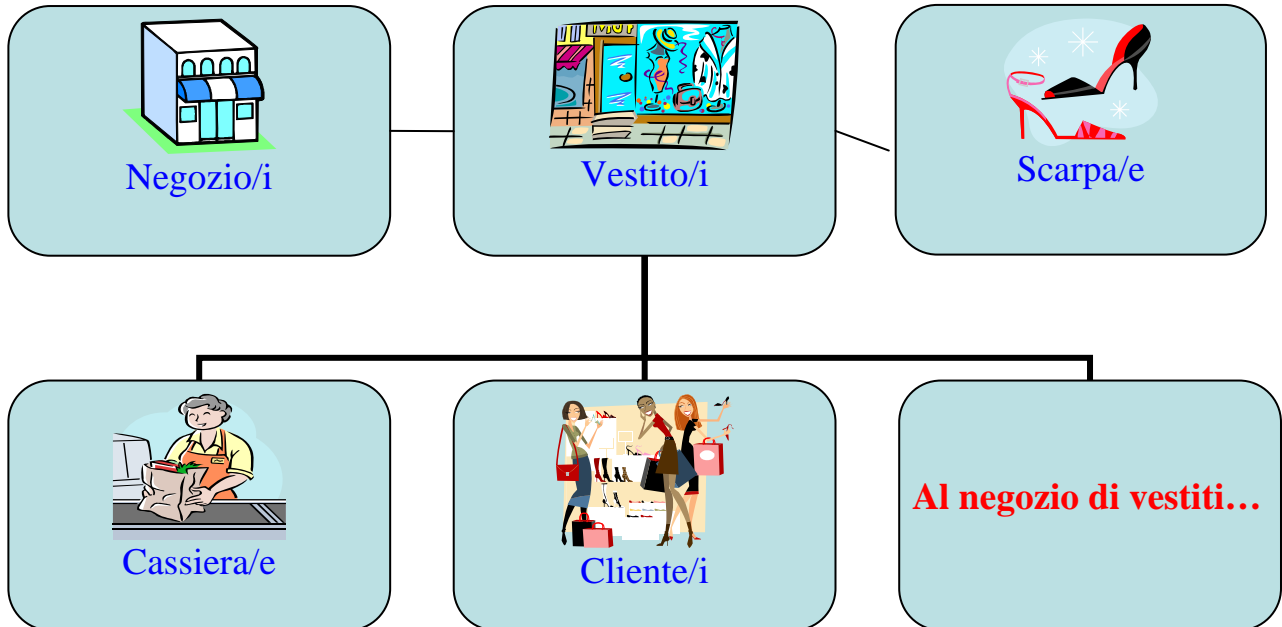 Negozio/i
Vestito/i
Scarpa/e
Cassiera/e
Cliente/i
Al negozio di vestiti…